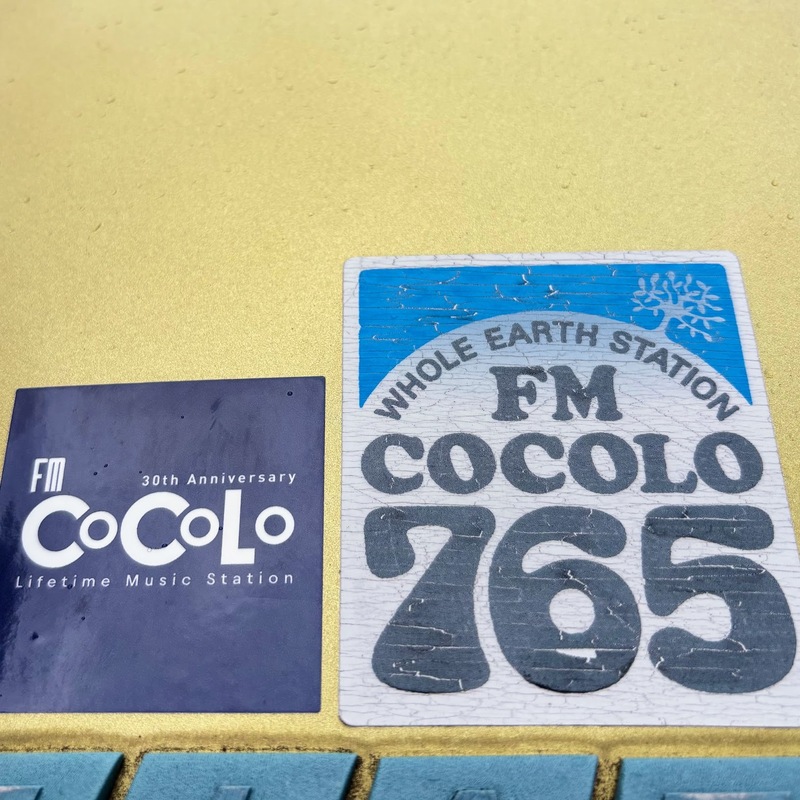 FM
30th Anniversary
CoCoLo
Lifetime Music Station
WHOLE EARTH STATION
FM
COCOLO
765